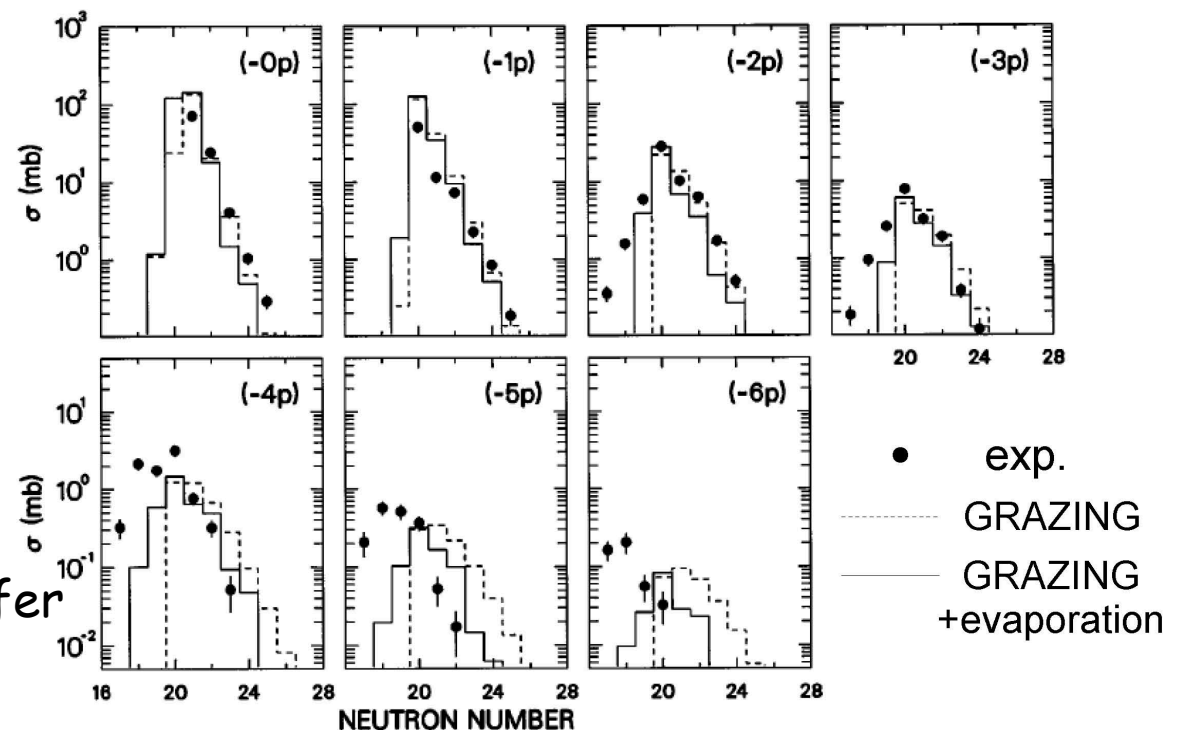 10³
(-0p)
(-1p)
(-2p)
(-3p)
10²
10¹
10⁰
σ (mb)
20
24
28
(-4p)
(-5p)
(-6p)
10¹
10⁰
10⁻¹
10⁻²
σ (mb)
fer
16
20
24
28
20
24
28
20
24
28
NEUTRON NUMBER
exp.
GRAZING
GRAZING
+evaporation